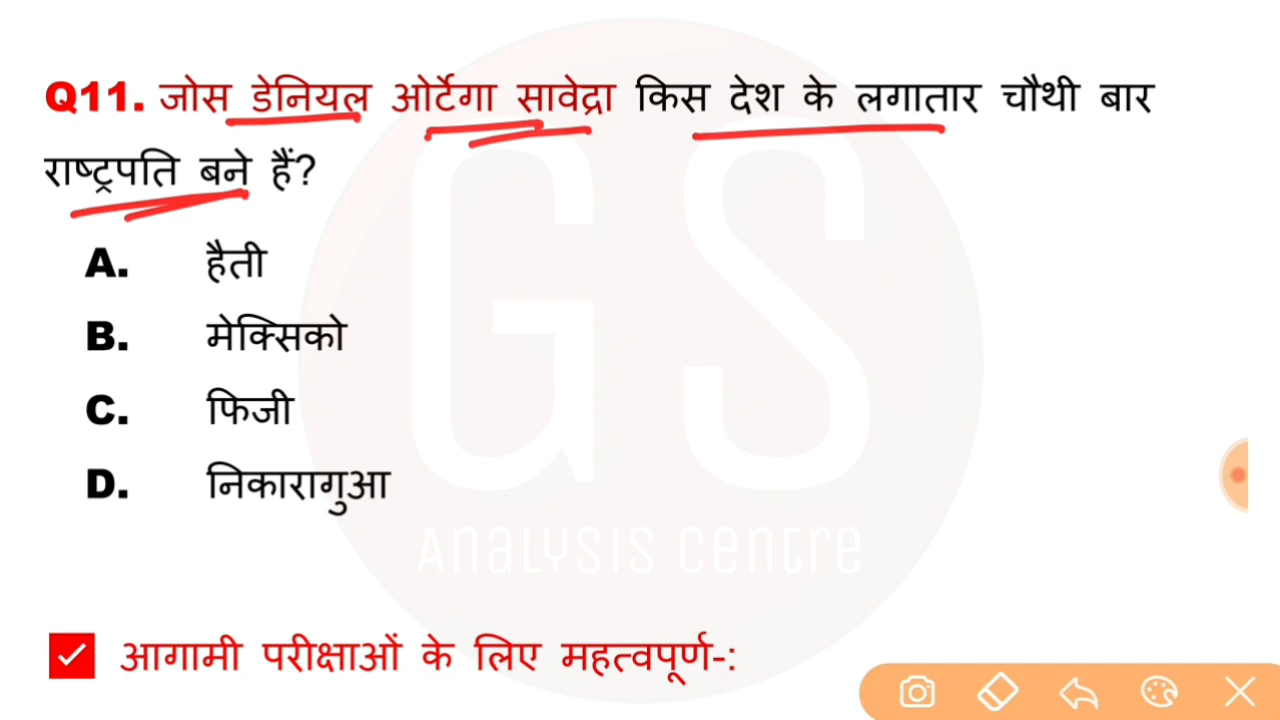 Q11. जोस डेनियल ओर्टेगा सावेद्रा किस देश के लगातार चौथी बार
राष्ट्रपति बने हैं?
A. हैती
B. मेक्सिको
C. फिजी
D. निकारागुआ
GS
Analysis Centre
आगामी परीक्षाओं के लिए महत्वपूर्ण-: